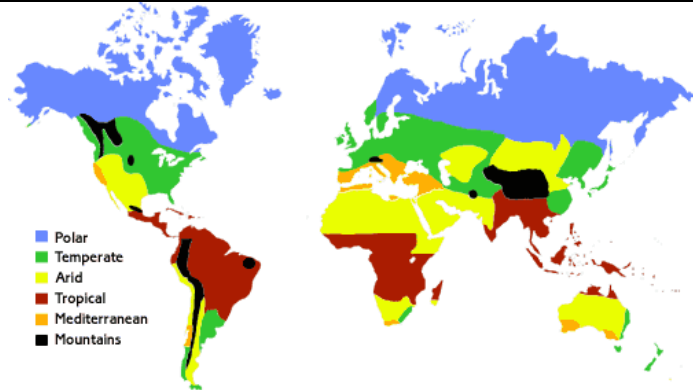 Polar
Temperate
Arid
Tropical
Mediterranean
Mountains